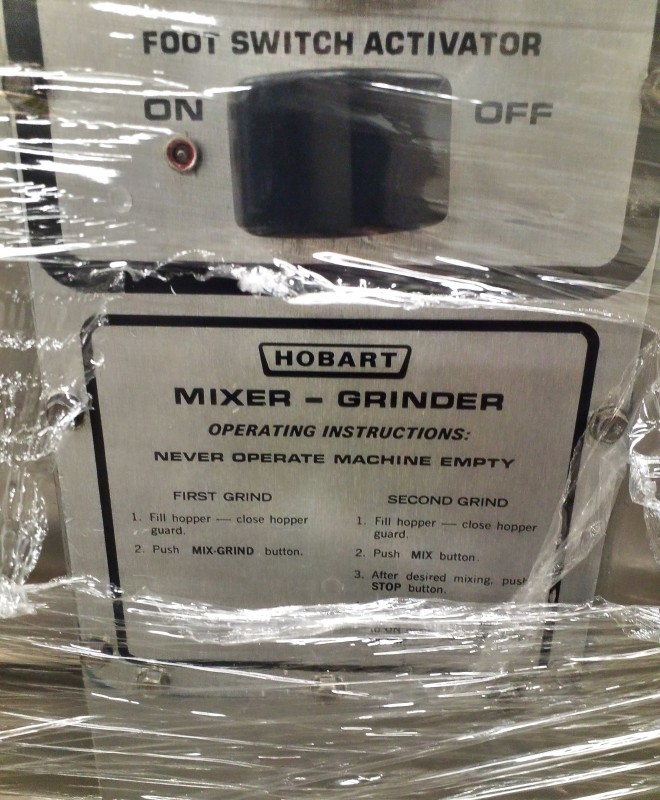 FOOT SWITCH ACTIVATOR
ON OFF
HOBART
MIXER – GRINDER
OPERATING INSTRUCTIONS:
NEVER OPERATE MACHINE EMPTY
FIRST GRIND
1. Fill hopper — close hopper
guard.
2. Push MIX-GRIND button.
SECOND GRIND
1. Fill hopper — close hopper
guard.
2. Push MIX button.
3. After desired mixing, push
STOP button.